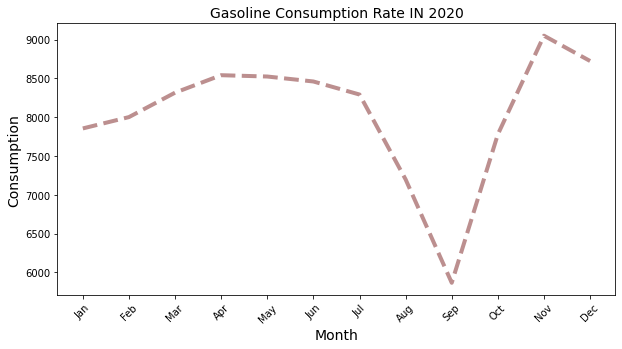 Gasoline Consumption Rate IN 2020
Consumption
9000
8500
8000
7500
7000
6500
6000
Jan
Feb
Mar
Apr
May
Jun
Jul
Aug
Sep
Oct
Nov
Dec
Month